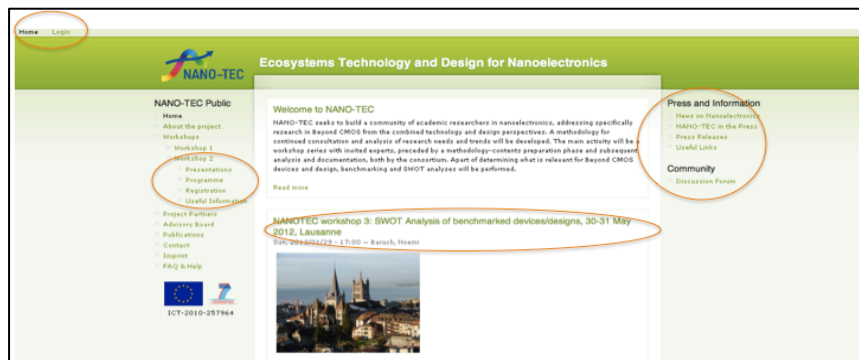 Home Login
NANO-TEC
Ecosystems Technology and Design for Nanoelectronics
NANO-TEC Public
Home
About the project
Workshops
Workshop 1
Workshop 2
Presentations
Programme
Registration
Useful Information
Project Partners
Advisory Board
Publications
Contact
Imprint
FAQ & Help
ICT-2010-257964
Welcome to NANO-TEC
NANO-TEC seeks to build a community of academic researchers in nanoelectronics, addressing specifically
research in Beyond CMOS from the combined technology and design perspectives. A methodology for
continued consultation and analysis of research needs and trends will be developed. The main activity will be a
workshop series with invited experts, preceded by a methodology-contents preparation phase and subsequent
analysis and documentation, both by the consortium. Apart of determining what is relevant for Beyond CMOS
devices and design, benchmarking and SWOT analyses will be performed.
Read more
NANOTEC workshop 3: SWOT Analysis of benchmarked devices/designs, 30-31 May
2012, Lausanne
Sun, 2012/01/29 - 17:00 — Baruch, Noemi
Press and Information
News on Nanoelectronics
NANO-TEC in the Press
Press Releases
Useful Links
Community
Discussion Forum